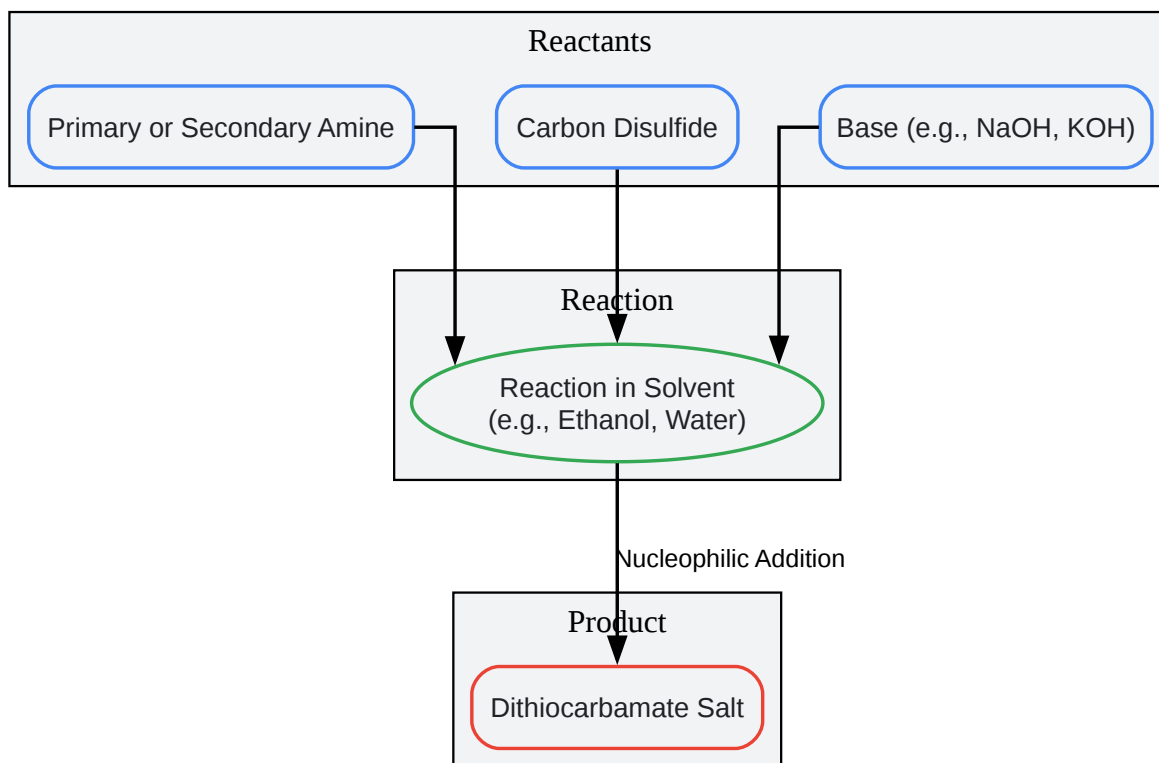 Reactants
Primary or Secondary Amine
Carbon Disulfide
Base (e.g., NaOH, KOH)
Reaction
Reaction in Solvent
(e.g., Ethanol, Water)
Nucleophilic Addition
Product
Dithiocarbamate Salt